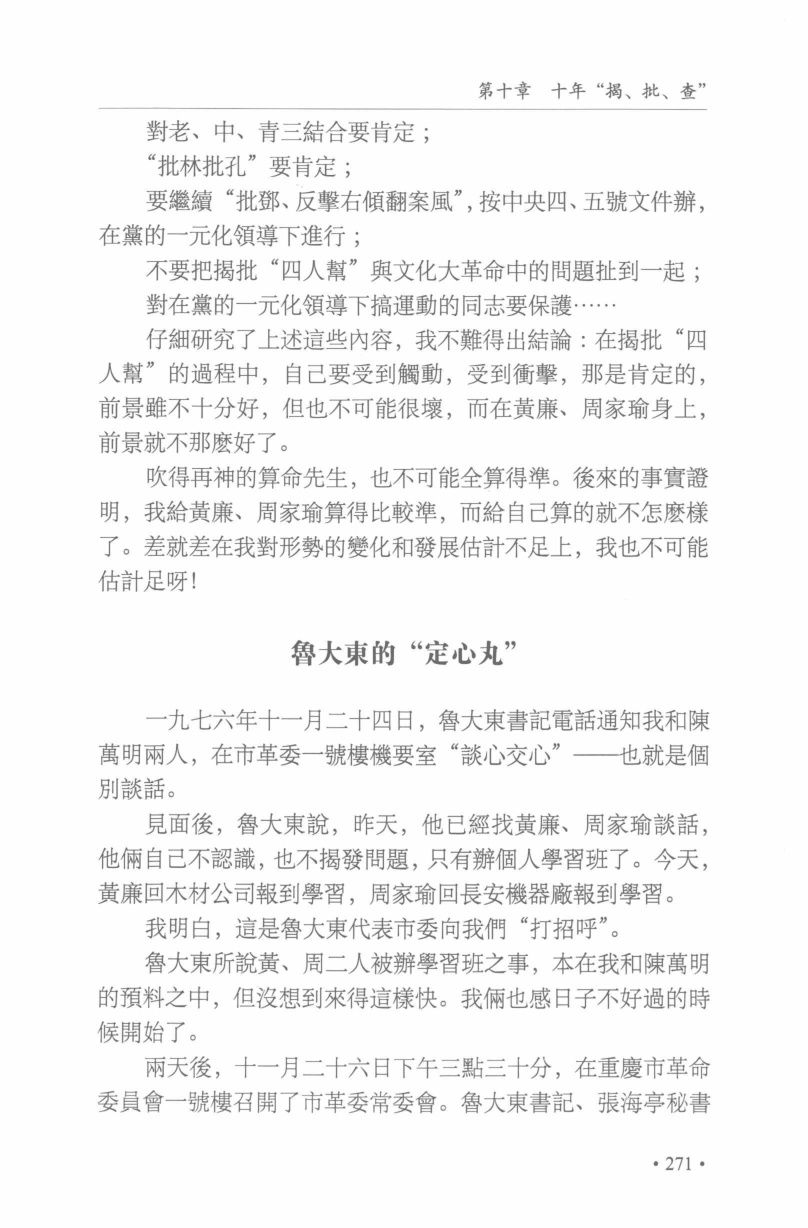 第十章　十年“揭、批、查”
對老、中、青三結合要肯定；
“批林批孔”要肯定；
要繼續“批鄧、反擊右傾翻案風”，按中央四、五號文件辦，
在黨的一元化領導下進行；
不要把揭批“四人幫”與文化大革命中的問題扯到一起；
對在黨的一元化領導下搞運動的同志要保護……
仔細研究了上述這些內容，我不難得出結論：在揭批“四
人幫”的過程中，自己要受到觸動，受到衝擊，那是肯定的，
前景雖不十分好，但也不可能很壞，而在黃廉、周家瑜身上，
前景就不那麽好了。
吹得再神的算命先生，也不可能全算得準。後來的事實證
明，我給黃廉、周家瑜算得比較準，而給自己算的就不怎麽樣
了。差就差在我對形勢的變化和發展估計不足上，我也不可能
估計足呀！
魯大東的“定心丸”
一九七六年十一月二十四日，魯大東書記電話通知我和陳
萬明兩人，在市革委一號樓機要室“談心交心”——也就是個
別談話。
見面後，魯大東說，昨天，他已經找黃廉、周家瑜談話，
他倆自己不認識，也不揭發問題，只有辦個人學習班了。今天，
黃廉回木材公司報到學習，周家瑜回長安機器廠報到學習。
我明白，這是魯大東代表市委向我們“打招呼”。
魯大東所說黃、周二人被辦學習班之事，本在我和陳萬明
的預料之中，但沒想到來得這樣快。我倆也感日子不好過的時
候開始了。
兩天後，十一月二十六日下午三點三十分，在重慶市革命
委員會一號樓召開了市革委常委會。魯大東書記、張海亭秘書
• 271 •